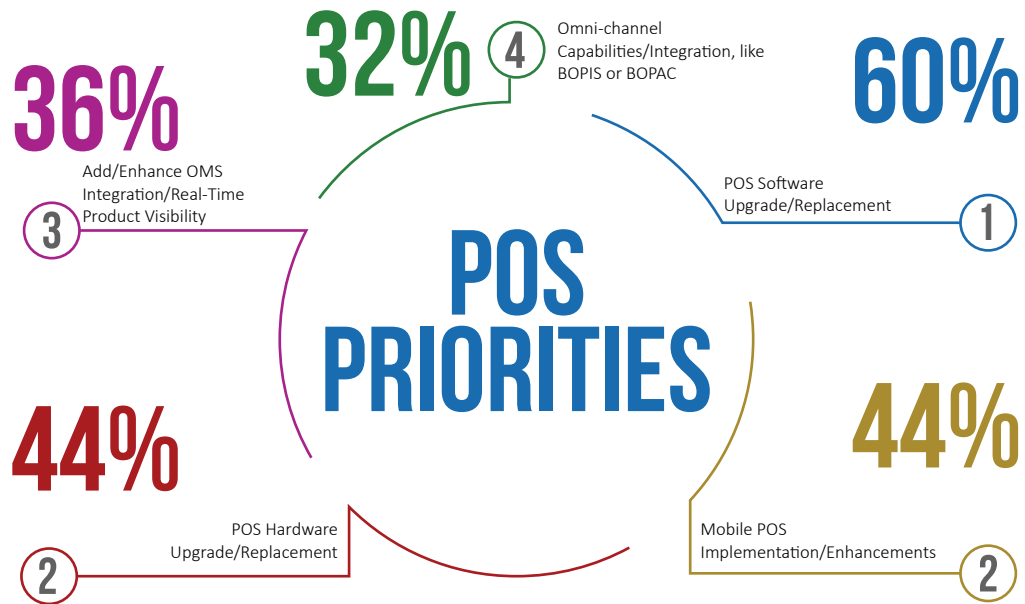 POS
PRIORITIES
60%
POS Software
Upgrade/Replacement
1
44%
Mobile POS
Implementation/Enhancements
2
44%
POS Hardware
Upgrade/Replacement
2
36%
Add/Enhance OMS
Integration/Real-Time
Product Visibility
3
32%
4
Omni-channel
Capabilities/Integration, like
BOPIS or BOPAC